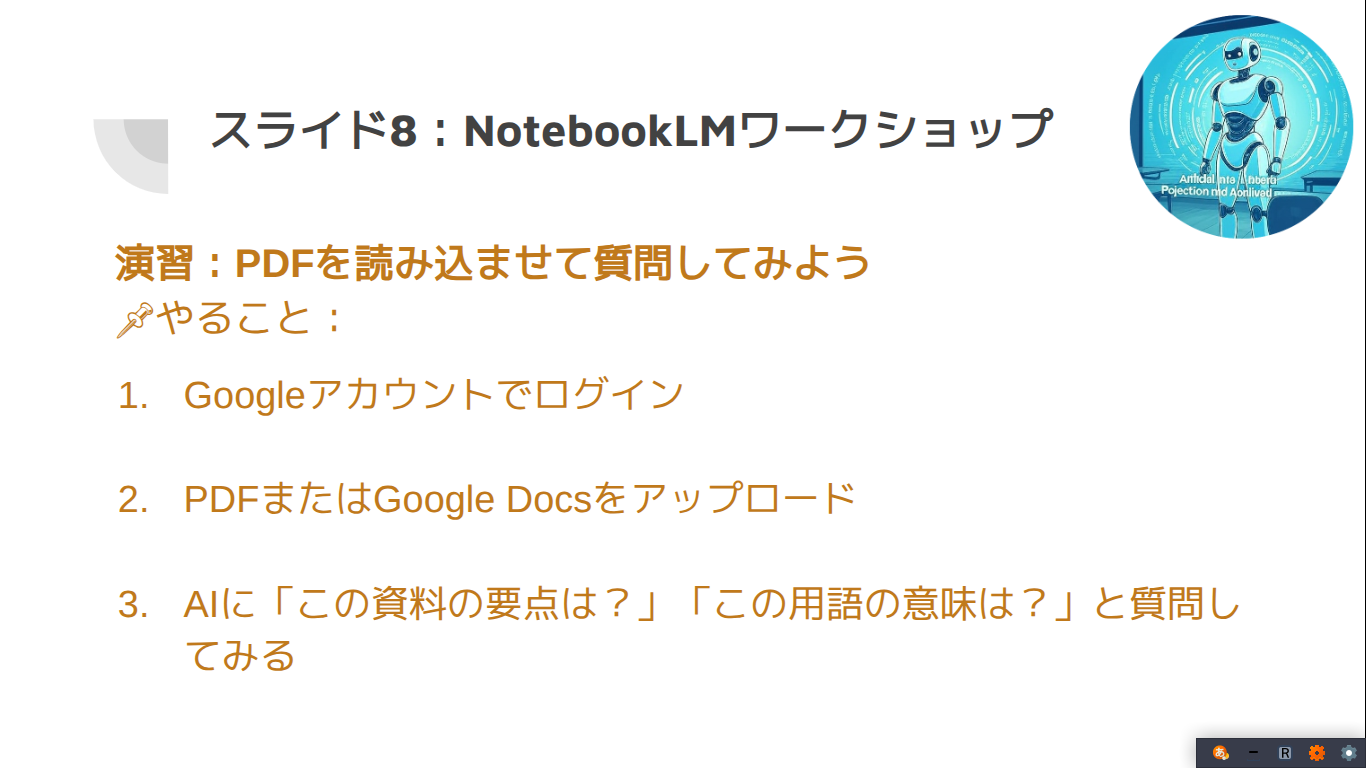 スライド8：NotebookLMワークショップ
演習：PDFを読み込ませて質問してみよう
📌やること：
1. Googleアカウントでログイン
2. PDFまたはGoogle Docsをアップロード
3. AIに「この資料の要点は？」「この用語の意味は？」と質問し
てみる
あ R